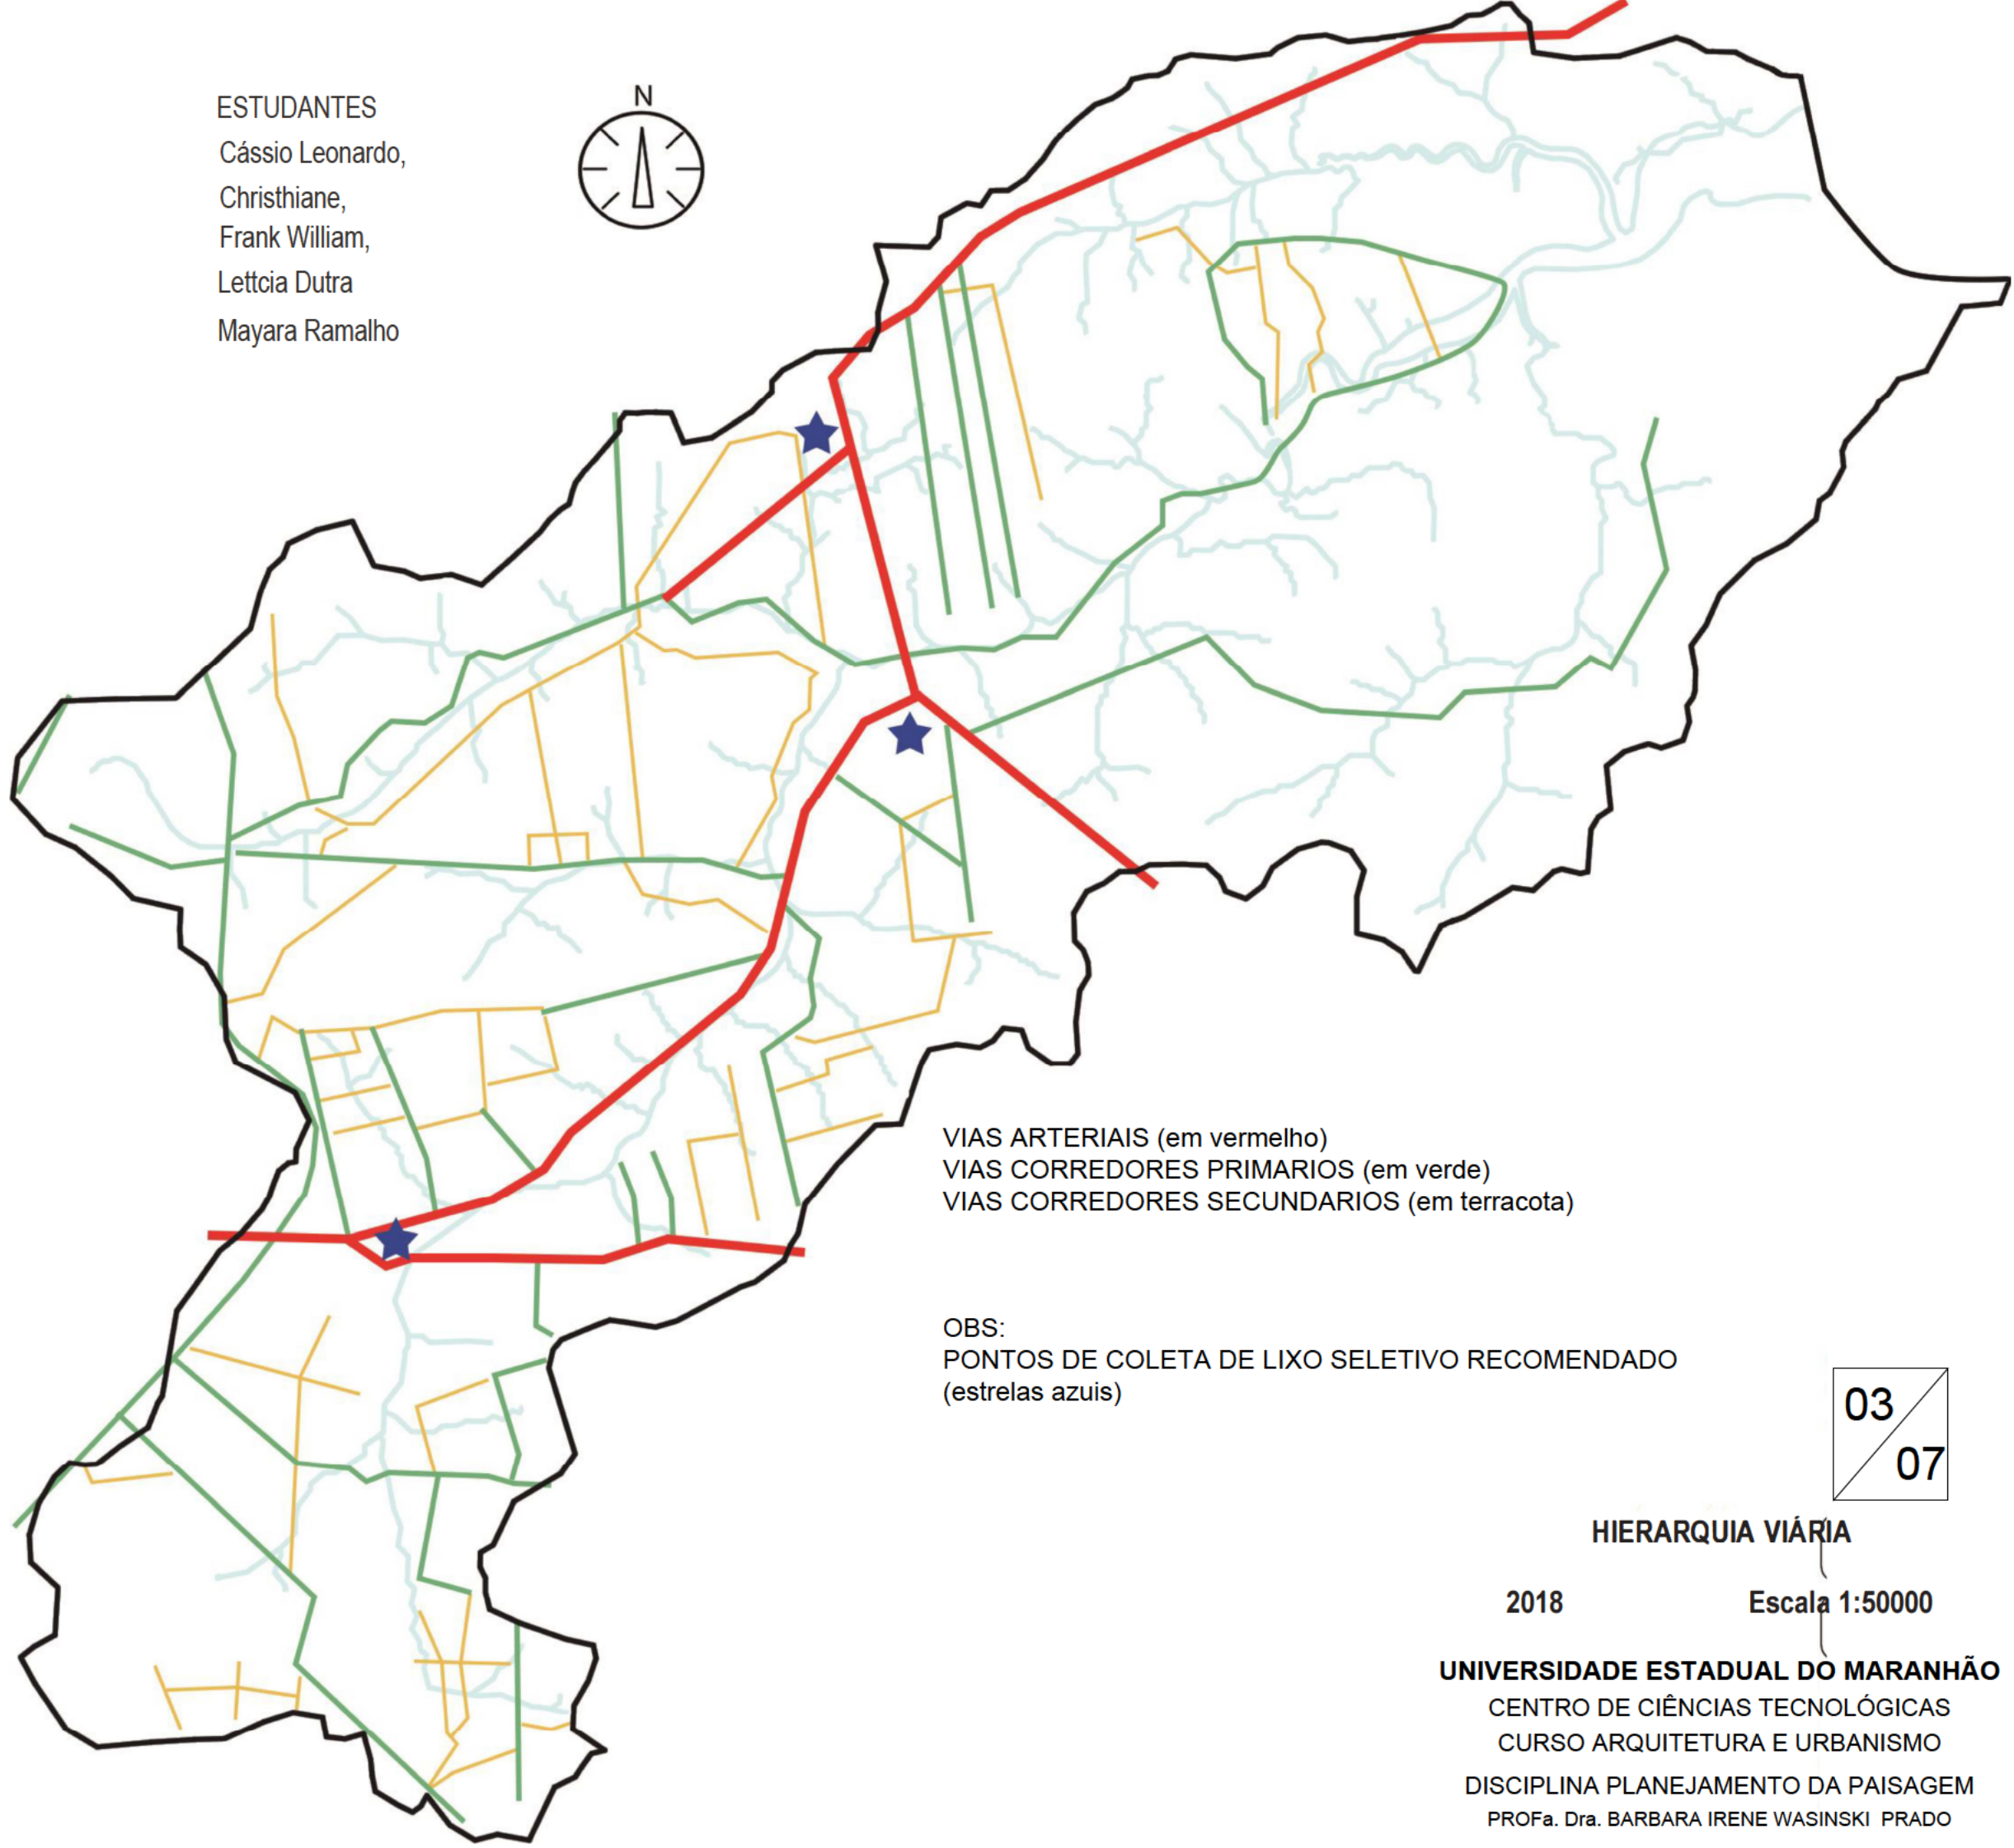 ESTUDANTES
Cássio Leonardo,
Christhiane,
Frank William,
Lettcia Dutra
Mayara Ramalho
N
VIAS ARTERIAIS (em vermelho)
VIAS CORREDORES PRIMARIOS (em verde)
VIAS CORREDORES SECUNDARIOS (em terracota)
OBS:
PONTOS DE COLETA DE LIXO SELETIVO RECOMENDADO
(estrelas azuis)
03
07
HIERARQUIA VIÁRIA
2018 Escala 1:50000
UNIVERSIDADE ESTADUAL DO MARANHÃO
CENTRO DE CIÊNCIAS TECNOLÓGICAS
CURSO ARQUITETURA E URBANISMO
DISCIPLINA PLANEJAMENTO DA PAISAGEM
PROFa. Dra. BARBARA IRENE WASINSKI PRADO